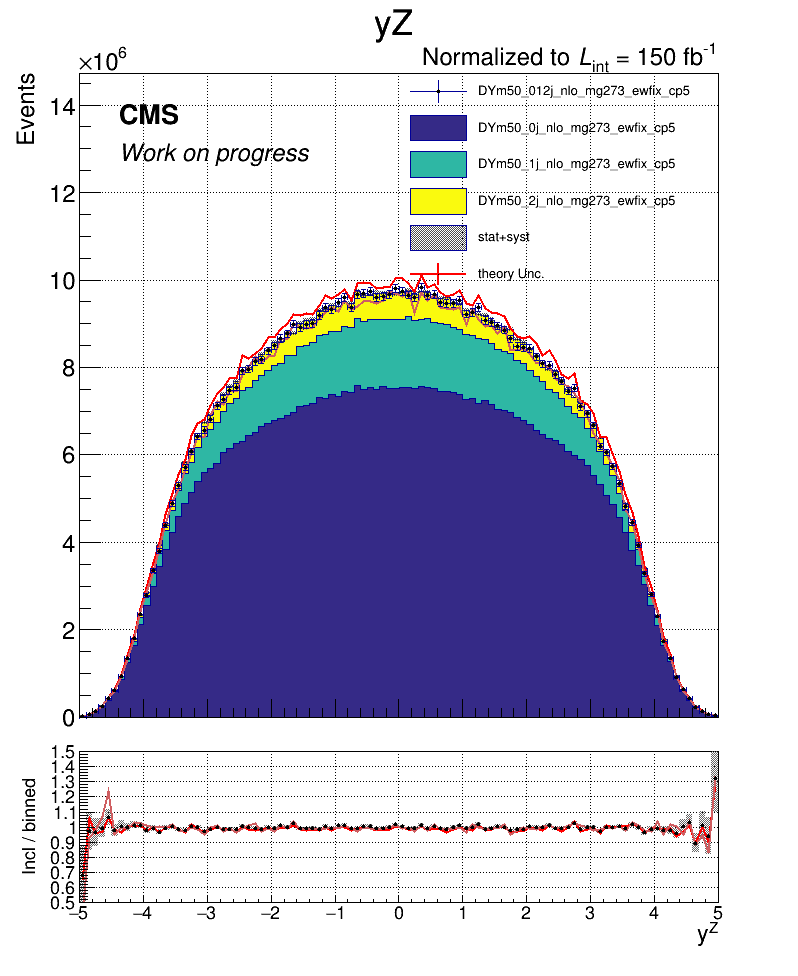 yZ
×10⁶
Normalized to Lint = 150 fb⁻¹
Events
CMS
Work on progress
DYm50_012j_nlo_mg273_ewfix_cp5
DYm50_0j_nlo_mg273_ewfix_cp5
DYm50_1j_nlo_mg273_ewfix_cp5
DYm50_2j_nlo_mg273_ewfix_cp5
stat+syst
theory Unc.
14
12
10
8
6
4
2
0
Incl / binned
1.5
1.4
1.3
1.2
1.1
1
0.9
0.8
0.7
0.6
0.5
−5 −4 −3 −2 −1 0 1 2 3 4 5
y^Z